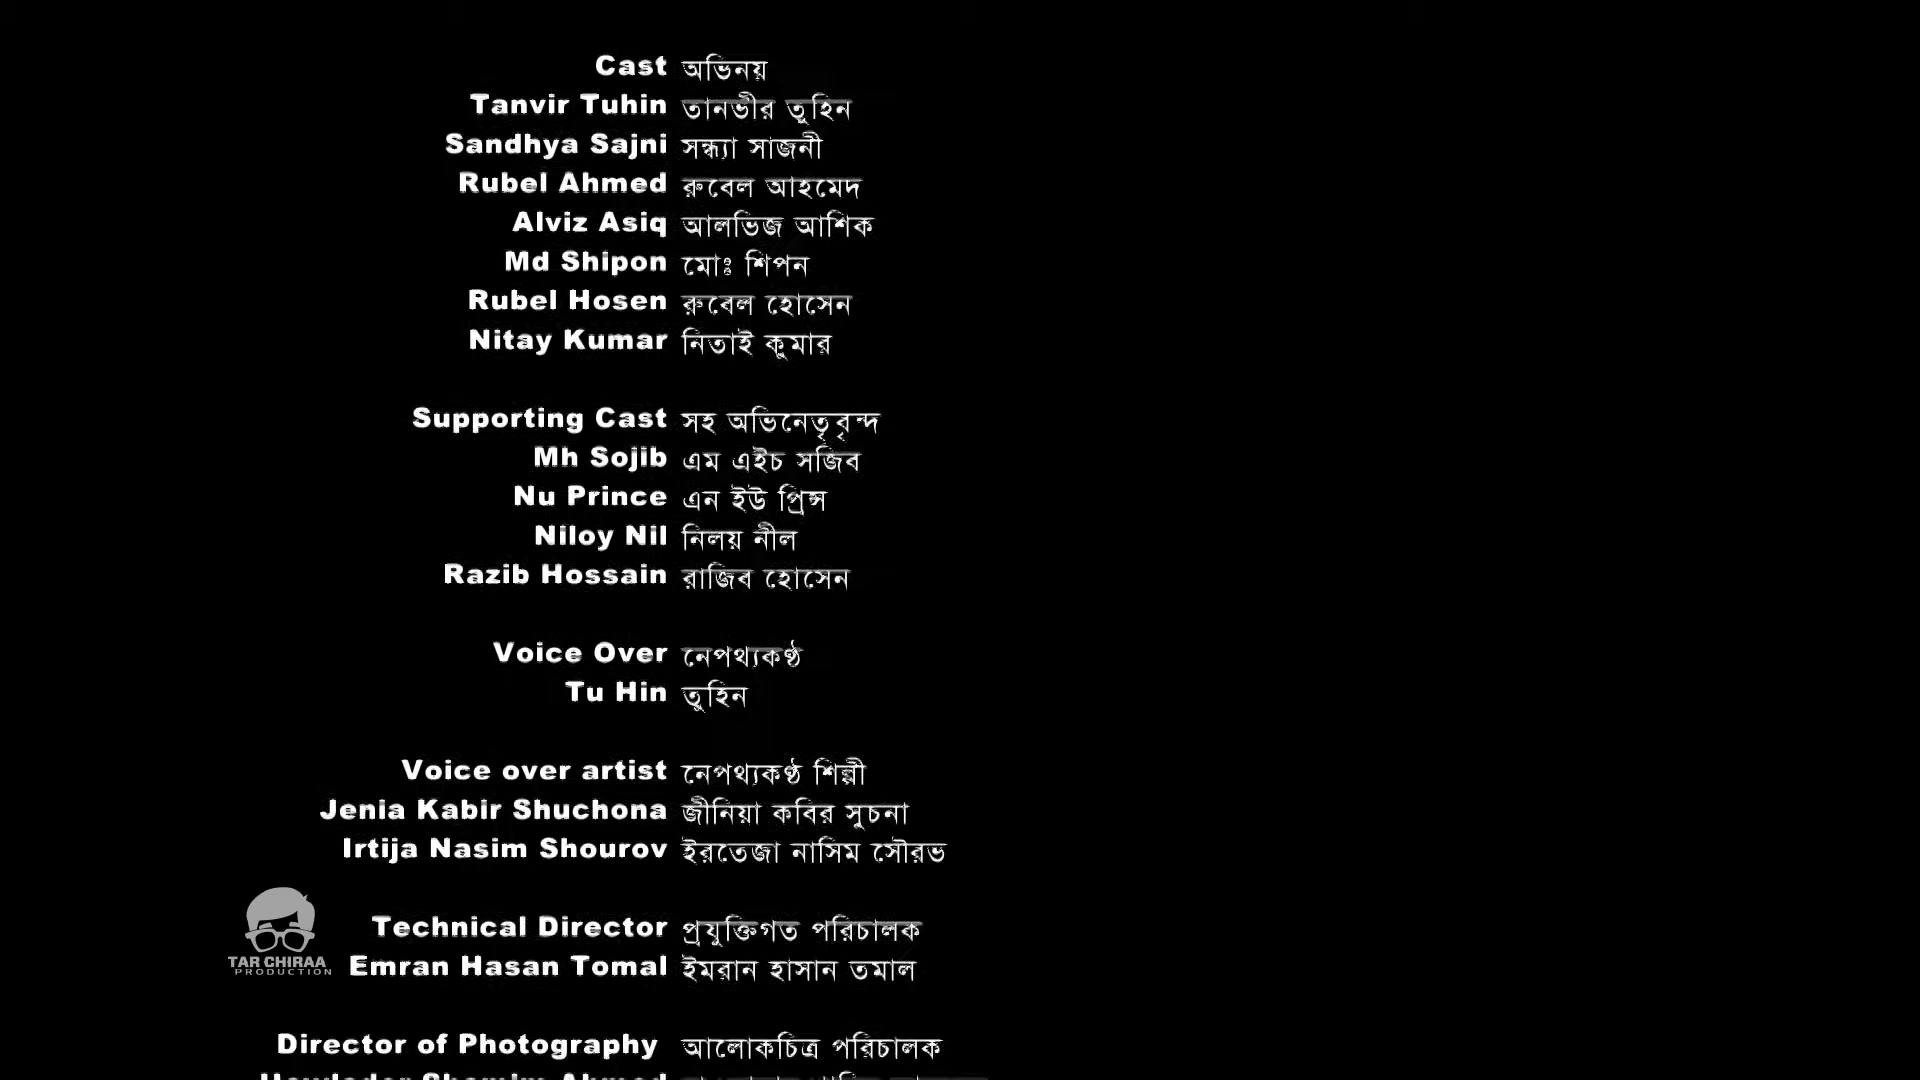 Cast অভিনয়
Tanvir Tuhin তানভীর তুহিন
Sandhya Sajni সন্ধ্যা সাজনী
Rubel Ahmed রুবেল আহমেদ
Alviz Asiq আলভিজ আশিক
Md Shipon মোঃ শিপন
Rubel Hosen রুবেল হোসেন
Nitay Kumar নিতাই কুমার
Supporting Cast সহ অভিনেতৃবৃন্দ
Mh Sojib এম এইচ সজিব
Nu Prince এন ইউ প্রিন্স
Niloy Nil নিলয় নীল
Razib Hossain রাজিব হোসেন
Voice Over নেপথ্যকণ্ঠ
Tu Hin তুহিন
Voice over artist নেপথ্যকণ্ঠ শিল্পী
Jenia Kabir Shuchona জীনিয়া কবির সুচনা
Irtija Nasim Shourov ইরতেজা নাসিম সৌরভ
Technical Director প্রযুক্তিগত পরিচালক
TAR CHIRAA
PRODUCTION
Emran Hasan Tomal ইমরান হাসান তমাল
Director of Photography আলোকচিত্র পরিচালক
Howlader Shamim Ahmed